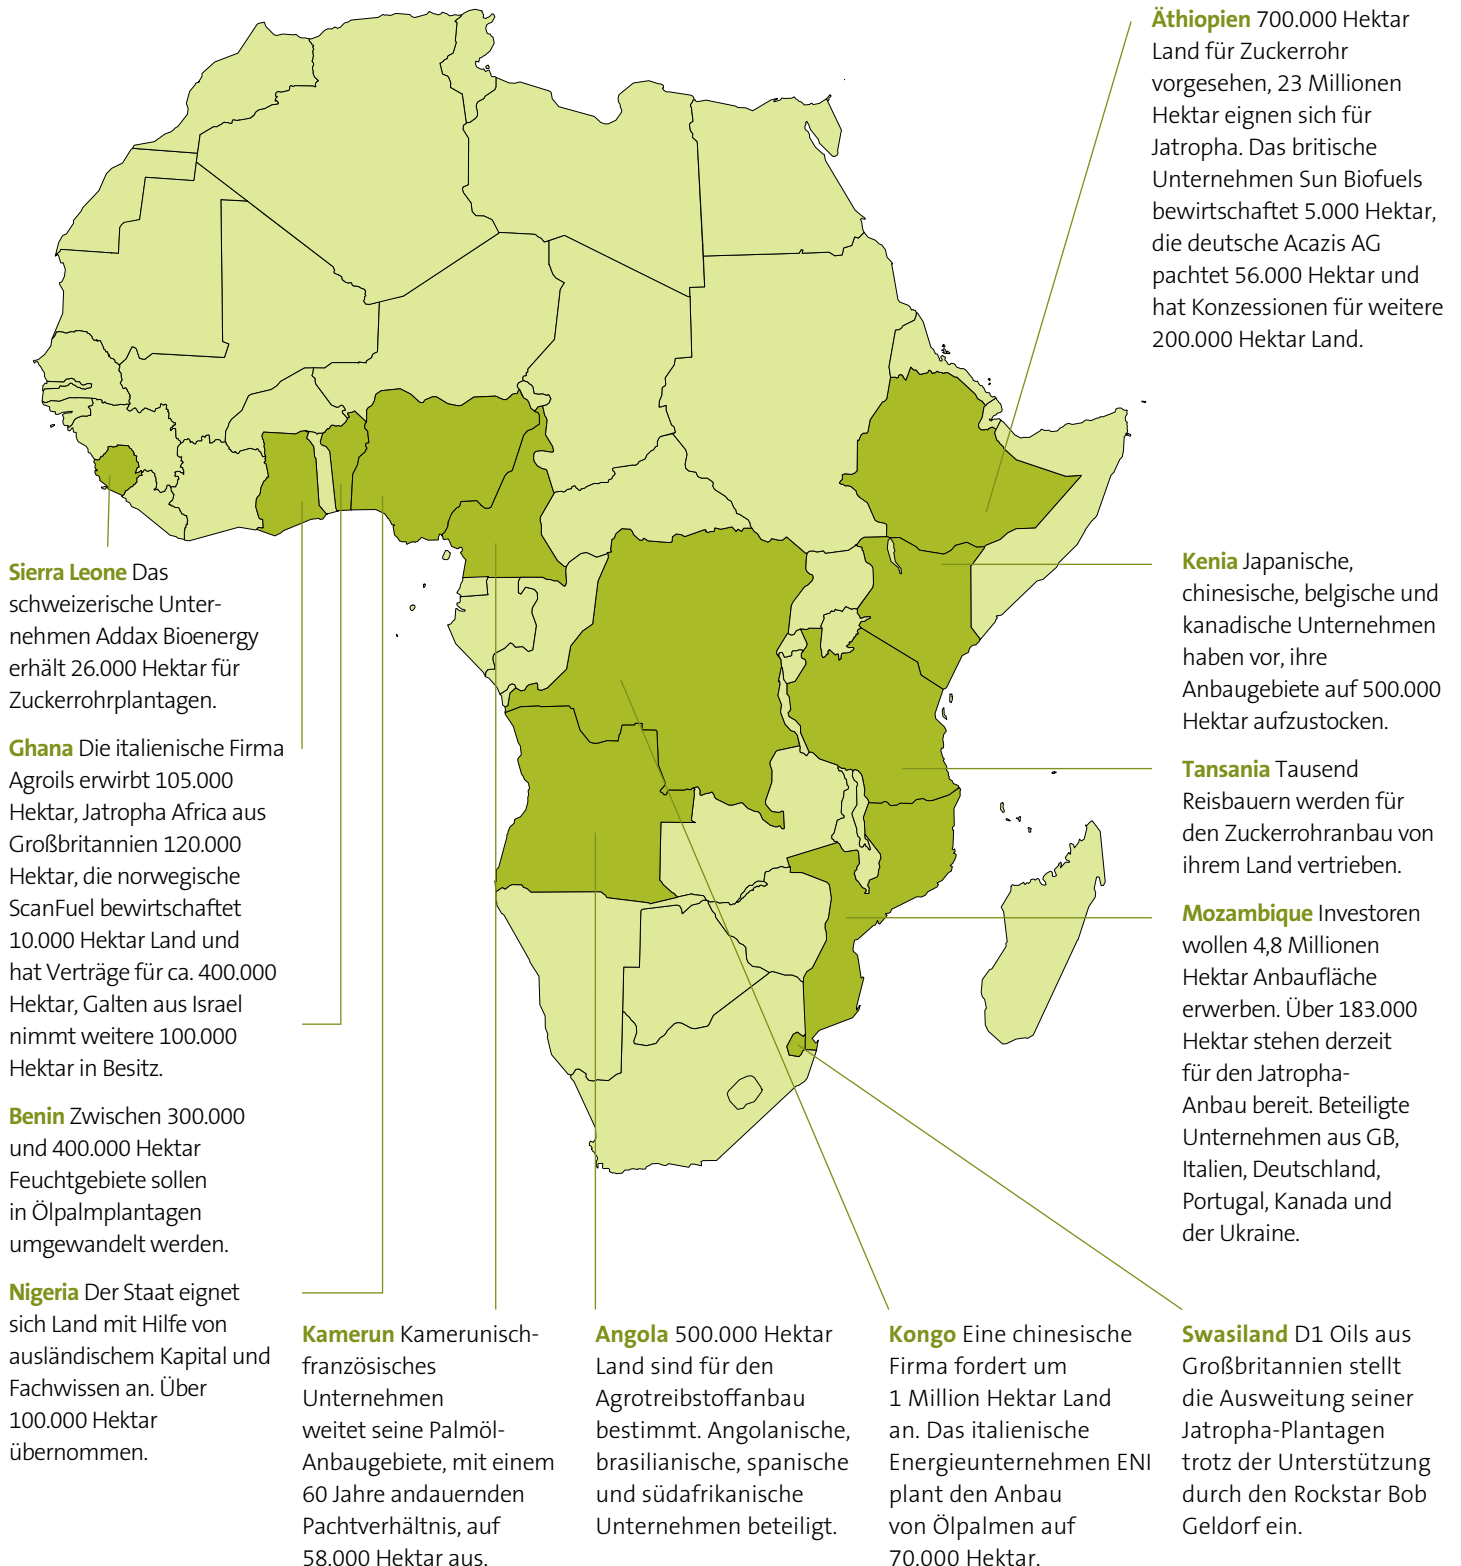 Äthiopien 700.000 Hektar
Land für Zuckerrohr
vorgesehen, 23 Millionen
Hektar eignen sich für
Jatropha. Das britische
Unternehmen Sun Biofuels
bewirtschaftet 5.000 Hektar,
die deutsche Acazis AG
pachtet 56.000 Hektar und
hat Konzessionen für weitere
200.000 Hektar Land.
Sierra Leone Das
schweizerische Unter-
nehmen Addax Bioenergy
erhält 26.000 Hektar für
Zuckerrohrplantagen.
Ghana Die italienische Firma
Agroils erwirbt 105.000
Hektar, Jatropha Africa aus
Großbritannien 120.000
Hektar, die norwegische
ScanFuel bewirtschaftet
10.000 Hektar Land und
hat Verträge für ca. 400.000
Hektar, Galten aus Israel
nimmt weitere 100.000
Hektar in Besitz.
Benin Zwischen 300.000
und 400.000 Hektar
Feuchtgebiete sollen
in Ölpalmplantagen
umgewandelt werden.
Nigeria Der Staat eignet
sich Land mit Hilfe von
ausländischem Kapital und
Fachwissen an. Über
100.000 Hektar
übernommen.
Kenia Japanische,
chinesische, belgische und
kanadische Unternehmen
haben vor, ihre
Anbaugebiete auf 500.000
Hektar aufzustocken.
Tansania Tausend
Reisbauern werden für
den Zuckerrohranbau von
ihrem Land vertrieben.
Mozambique Investoren
wollen 4,8 Millionen
Hektar Anbaufläche
erwerben. Über 183.000
Hektar stehen derzeit
für den Jatropha-
Anbau bereit. Beteiligte
Unternehmen aus GB,
Italien, Deutschland,
Portugal, Kanada und
der Ukraine.
Kamerun Kamerunisch-
französisches
Unternehmen
weitet seine Palmöl-
Anbaugebiete, mit einem
60 Jahre andauernden
Pachtverhältnis, auf
58.000 Hektar aus.
Angola 500.000 Hektar
Land sind für den
Agrotreibstoffanbau
bestimmt. Angolanische,
brasilianische, spanische
und südafrikanische
Unternehmen beteiligt.
Kongo Eine chinesische
Firma fordert um
1 Million Hektar Land
an. Das italienische
Energieunternehmen ENI
plant den Anbau
von Ölpalmen auf
70.000 Hektar.
Swasiland D1 Oils aus
Großbritannien stellt
die Ausweitung seiner
Jatropha-Plantagen
trotz der Unterstützung
durch den Rockstar Bob
Geldorf ein.